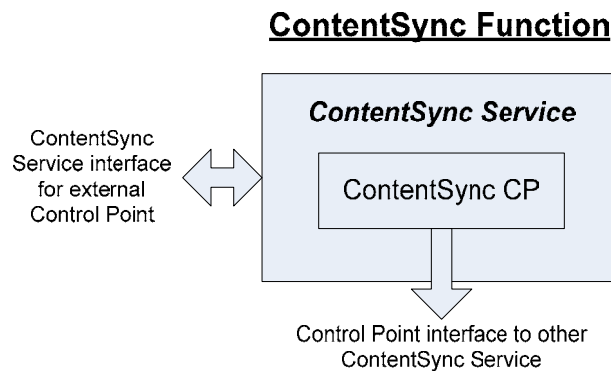 ContentSync Function
ContentSync Service
ContentSync
Service interface
for external
Control Point
ContentSync CP
Control Point interface to other
ContentSync Service